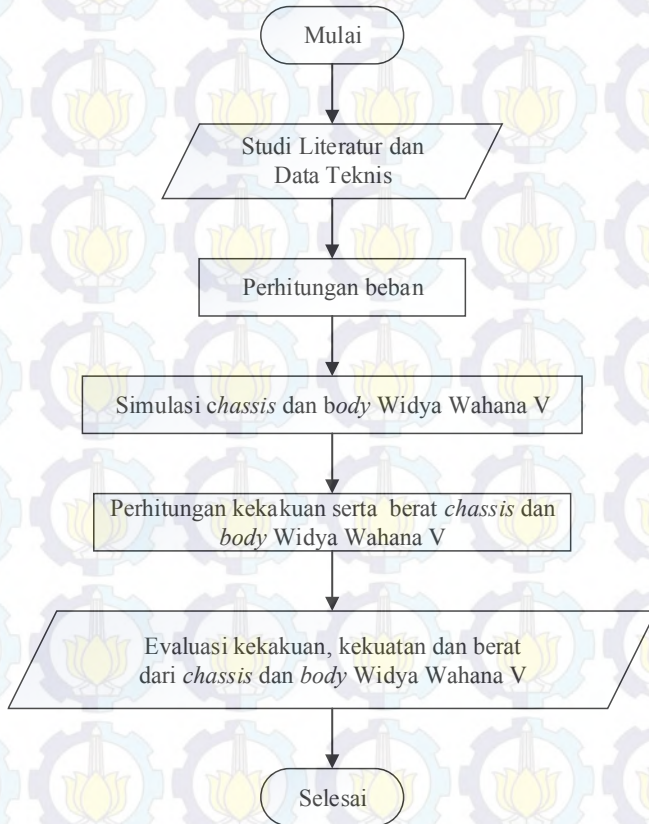 Mulai
Studi Literatur dan
Data Teknis
Perhitungan beban
Simulasi chassis dan body Widya Wahana V
Perhitungan kekakuan serta berat chassis dan
body Widya Wahana V
Evaluasi kekakuan, kekuatan dan berat
dari chassis dan body Widya Wahana V
Selesai